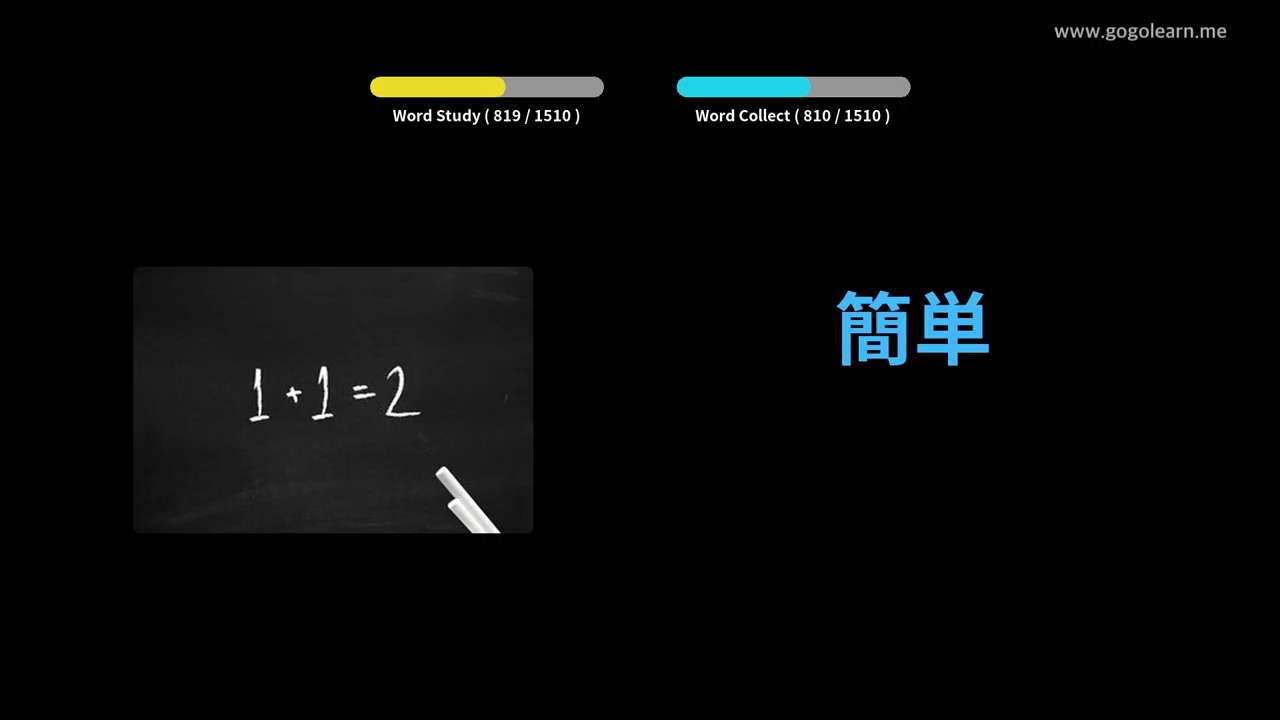 www.gogolearn.me
Word Study ( 819 / 1510 )
Word Collect ( 810 / 1510 )
1 + 1 = 2
簡単